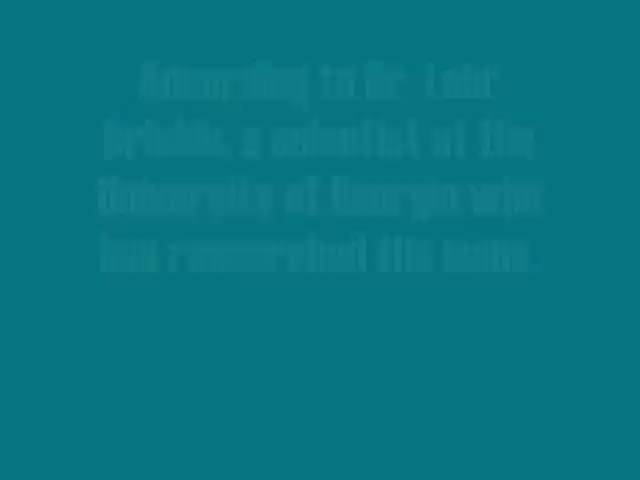 According to Dr.
a scientist at the
University of Georgia who
has researched the